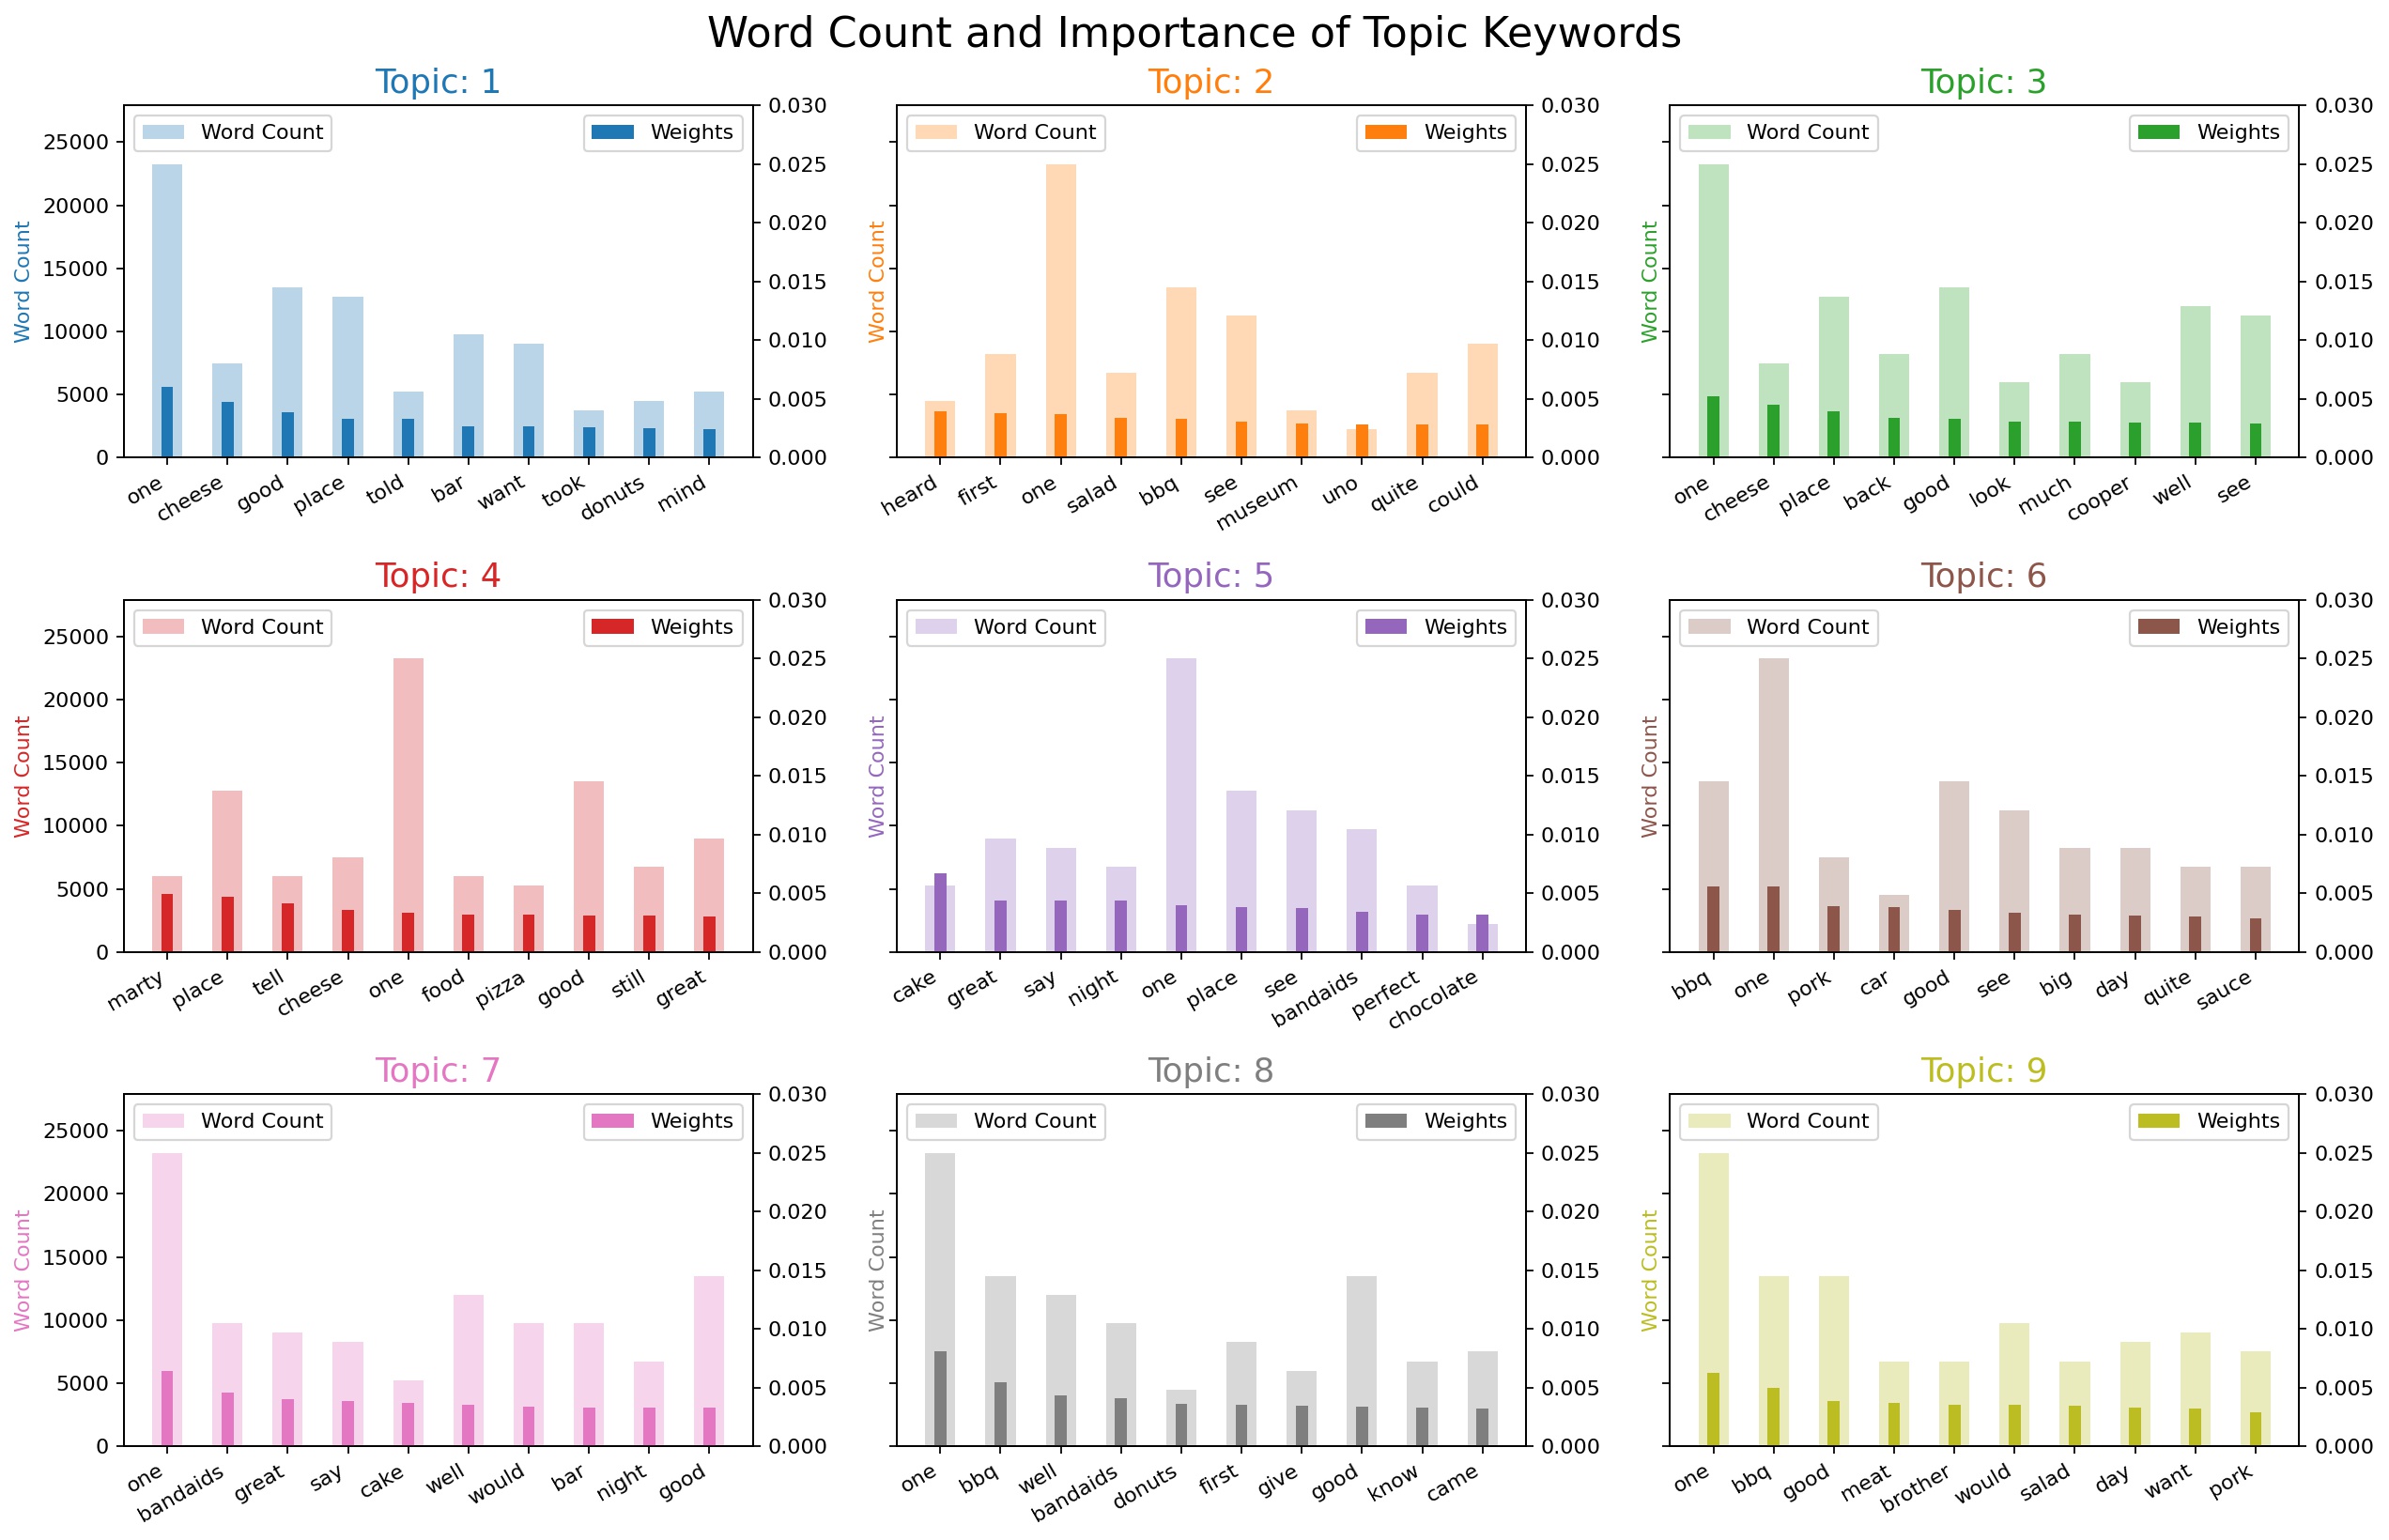 Word Count and Importance of Topic Keywords
Topic: 1
Word Count
Weights
Word Count
25000
20000
15000
10000
5000
0
0.030
0.025
0.020
0.015
0.010
0.005
0.000
one cheese good place told bar want took donuts mind
Topic: 2
Word Count
Weights
Word Count
0.030
0.025
0.020
0.015
0.010
0.005
0.000
heard first one salad bbq see museum uno quite could
Topic: 3
Word Count
Weights
Word Count
0.030
0.025
0.020
0.015
0.010
0.005
0.000
one cheese place back good look much cooper well see
Topic: 4
Word Count
Weights
Word Count
25000
20000
15000
10000
5000
0
0.030
0.025
0.020
0.015
0.010
0.005
0.000
marty place tell cheese one food pizza good still great
Topic: 5
Word Count
Weights
Word Count
0.030
0.025
0.020
0.015
0.010
0.005
0.000
cake great say night one place see bandaids perfect chocolate
Topic: 6
Word Count
Weights
Word Count
0.030
0.025
0.020
0.015
0.010
0.005
0.000
bbq one pork car good see big day quite sauce
Topic: 7
Word Count
Weights
Word Count
25000
20000
15000
10000
5000
0
0.030
0.025
0.020
0.015
0.010
0.005
0.000
one bandaids great say cake well would bar night good
Topic: 8
Word Count
Weights
Word Count
0.030
0.025
0.020
0.015
0.010
0.005
0.000
one bbq well bandaids donuts first give good know came
Topic: 9
Word Count
Weights
Word Count
0.030
0.025
0.020
0.015
0.010
0.005
0.000
one bbq good meat brother would salad day want pork